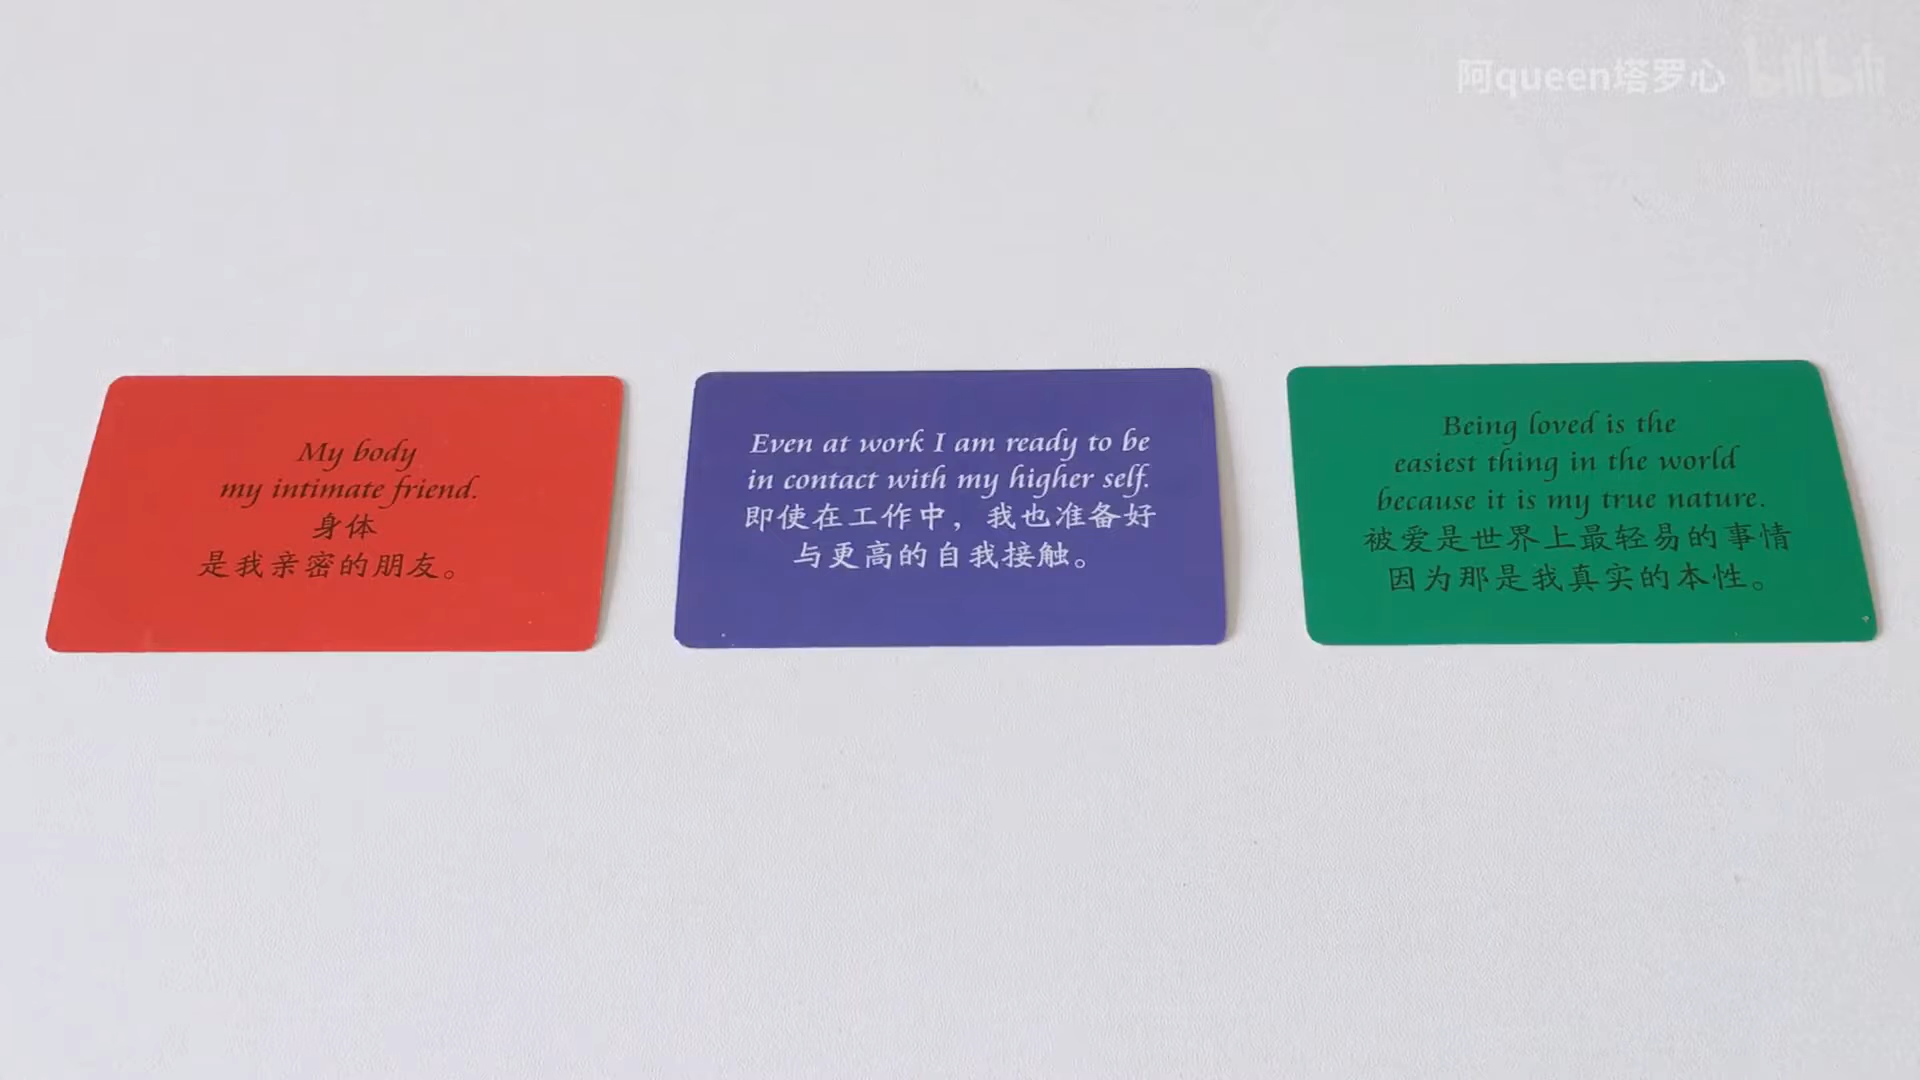 阿queen塔罗心 bilibili
My body
my intimate friend.
身体
是我亲密的朋友。
Even at work I am ready to be
in contact with my higher self.
即使在工作中，我也准备好
与更高的自我接触。
Being loved is the
easiest thing in the world
because it is my true nature.
被爱是世界上最轻易的事情
因为那是我真实的本性。